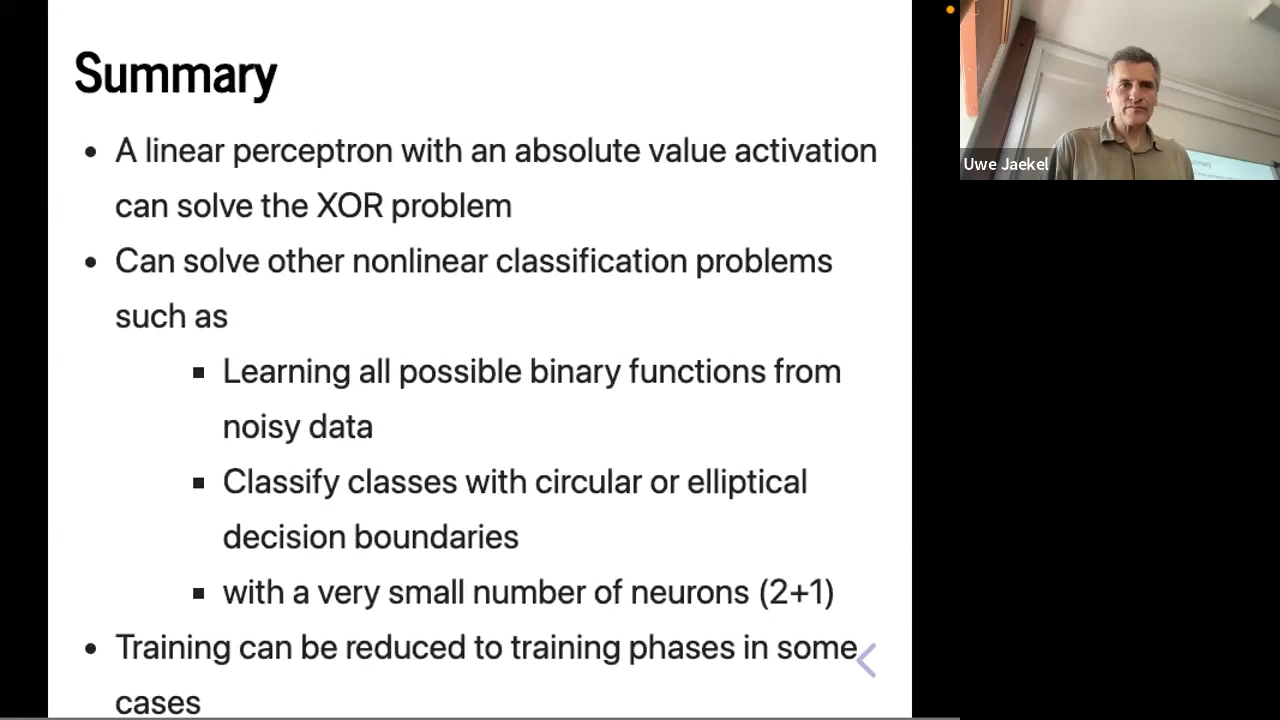 Summary
A linear perceptron with an absolute value activation
can solve the XOR problem
Can solve other nonlinear classification problems
such as
Learning all possible binary functions from
noisy data
Classify classes with circular or elliptical
decision boundaries
with a very small number of neurons (2+1)
Training can be reduced to training phases in some
cases
Uwe Jaekel